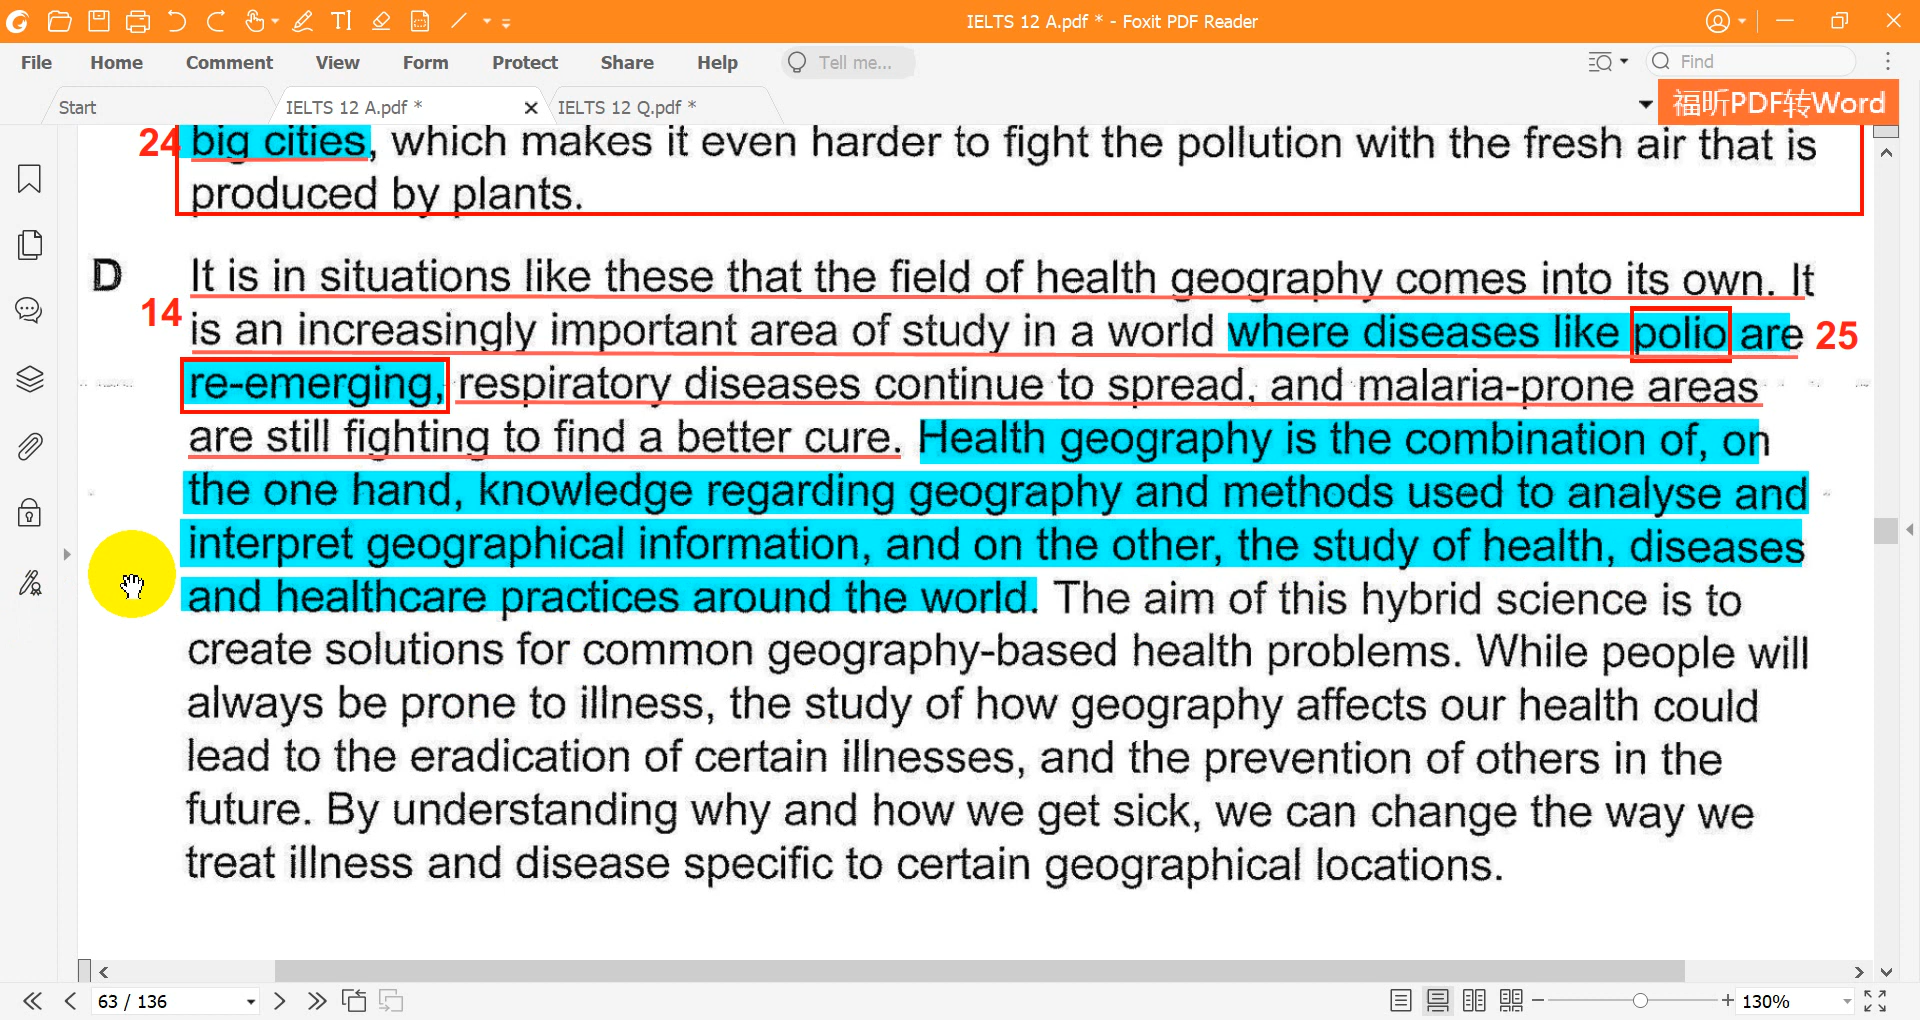 IELTS 12 A.pdf * - Foxit PDF Reader
File Home Comment View Form Protect Share Help Tell me... Find
Start IELTS 12 A.pdf * IELTS 12 Q.pdf * 福昕PDF转Word
24 big cities, which makes it even harder to fight the pollution with the fresh air that is
produced by plants.
D It is in situations like these that the field of health geography comes into its own. It
14 is an increasingly important area of study in a world where diseases like polio are 25
re-emerging, respiratory diseases continue to spread, and malaria-prone areas
are still fighting to find a better cure. Health geography is the combination of, on
the one hand, knowledge regarding geography and methods used to analyse and
interpret geographical information, and on the other, the study of health, diseases
and healthcare practices around the world. The aim of this hybrid science is to
create solutions for common geography-based health problems. While people will
always be prone to illness, the study of how geography affects our health could
lead to the eradication of certain illnesses, and the prevention of others in the
future. By understanding why and how we get sick, we can change the way we
treat illness and disease specific to certain geographical locations.
63 / 136 130%